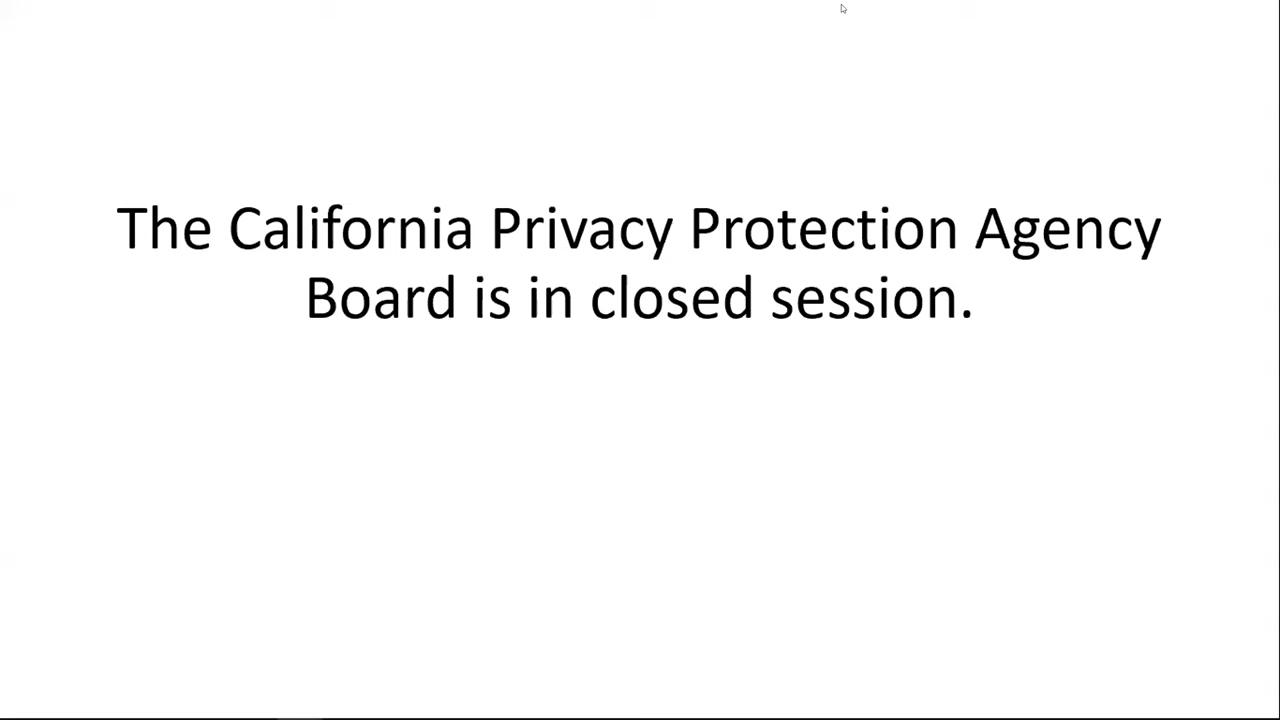 The California Privacy Protection Agency
Board is in closed session.